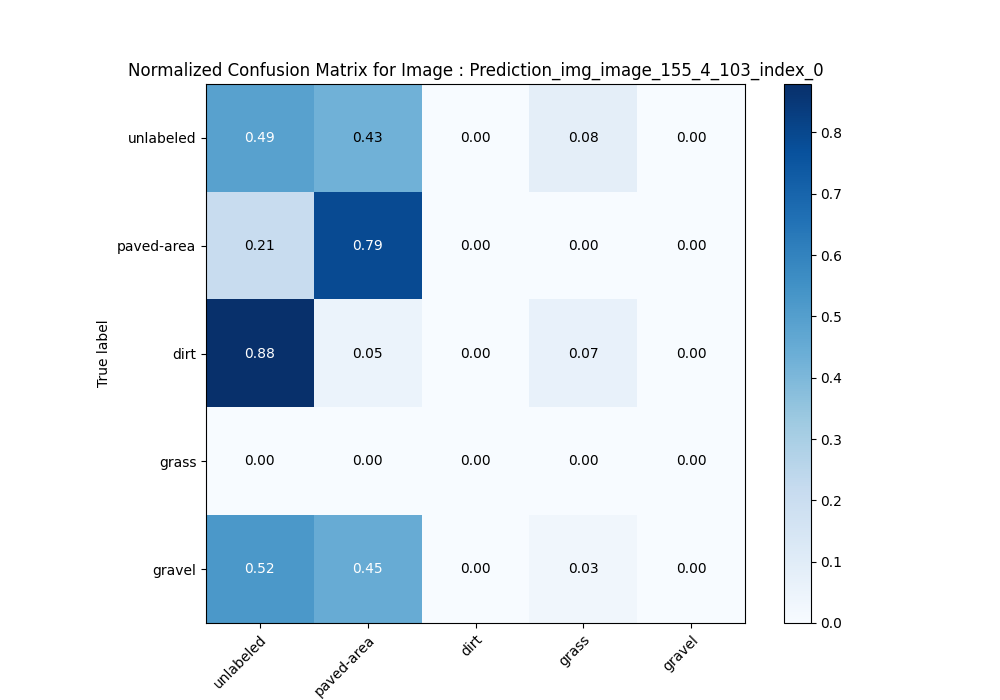 Normalized Confusion Matrix for Image : Prediction_img_image_155_4_103_index_0
True label
unlabeled 0.49 0.43 0.00 0.08 0.00
paved-area 0.21 0.79 0.00 0.00 0.00
dirt 0.88 0.05 0.00 0.07 0.00
grass 0.00 0.00 0.00 0.00 0.00
gravel 0.52 0.45 0.00 0.03 0.00
unlabeled paved-area dirt grass gravel
0.8
0.7
0.6
0.5
0.4
0.3
0.2
0.1
0.0